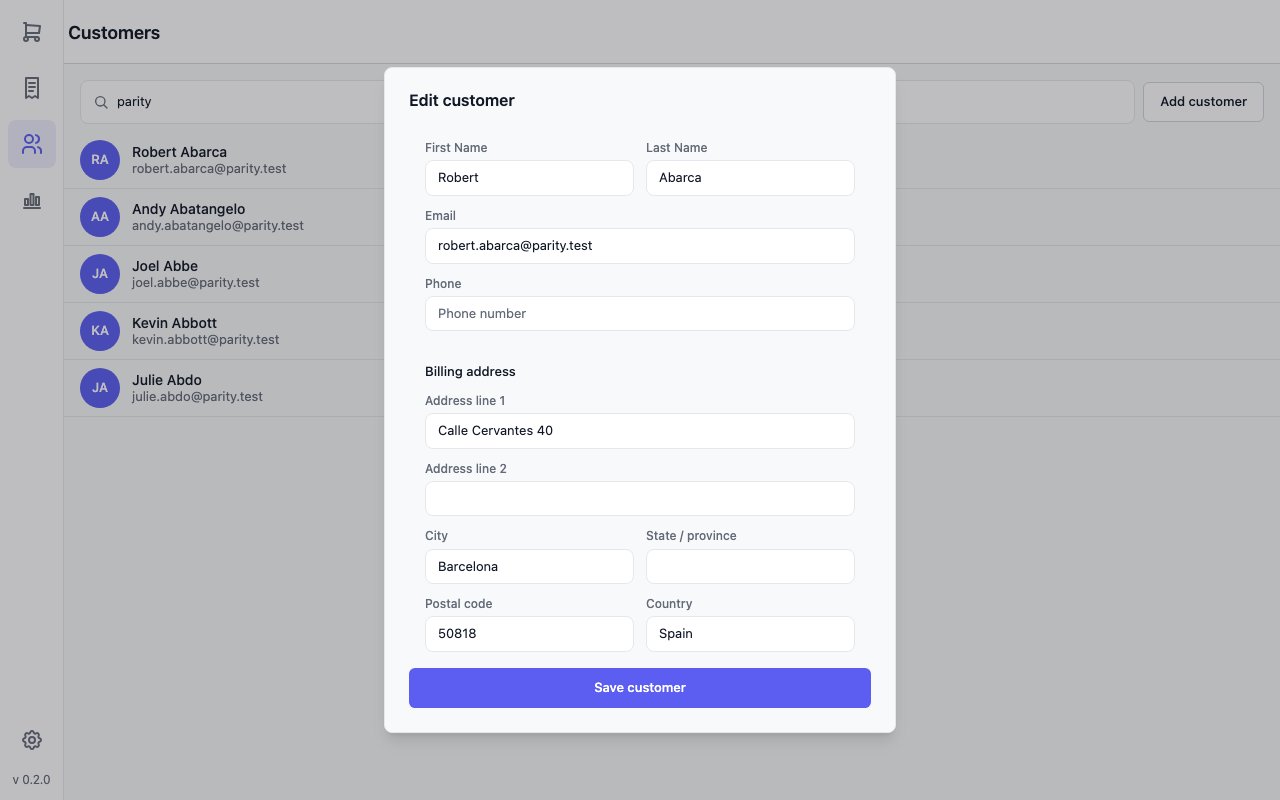 Customers
parity
Add customer
RA
Robert Abarca
robert.abarca@parity.test
AA
Andy Abatangelo
andy.abatangelo@parity.test
JA
Joel Abbe
joel.abbe@parity.test
KA
Kevin Abbott
kevin.abbott@parity.test
JA
Julie Abdo
julie.abdo@parity.test
v 0.2.0
Edit customer
First Name
Last Name
Robert
Abarca
Email
robert.abarca@parity.test
Phone
Phone number
Billing address
Address line 1
Calle Cervantes 40
Address line 2
City
State / province
Barcelona
Postal code
Country
50818
Spain
Save customer